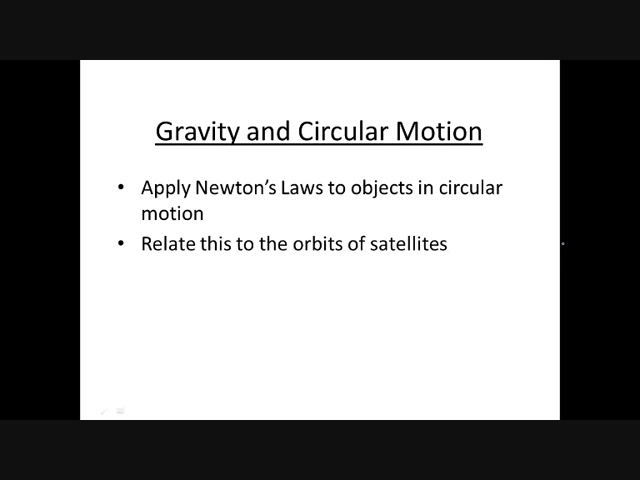 Gravity and Circular Motion
• Apply Newton's Laws to objects in circular
motion
• Relate this to the orbits of satellites